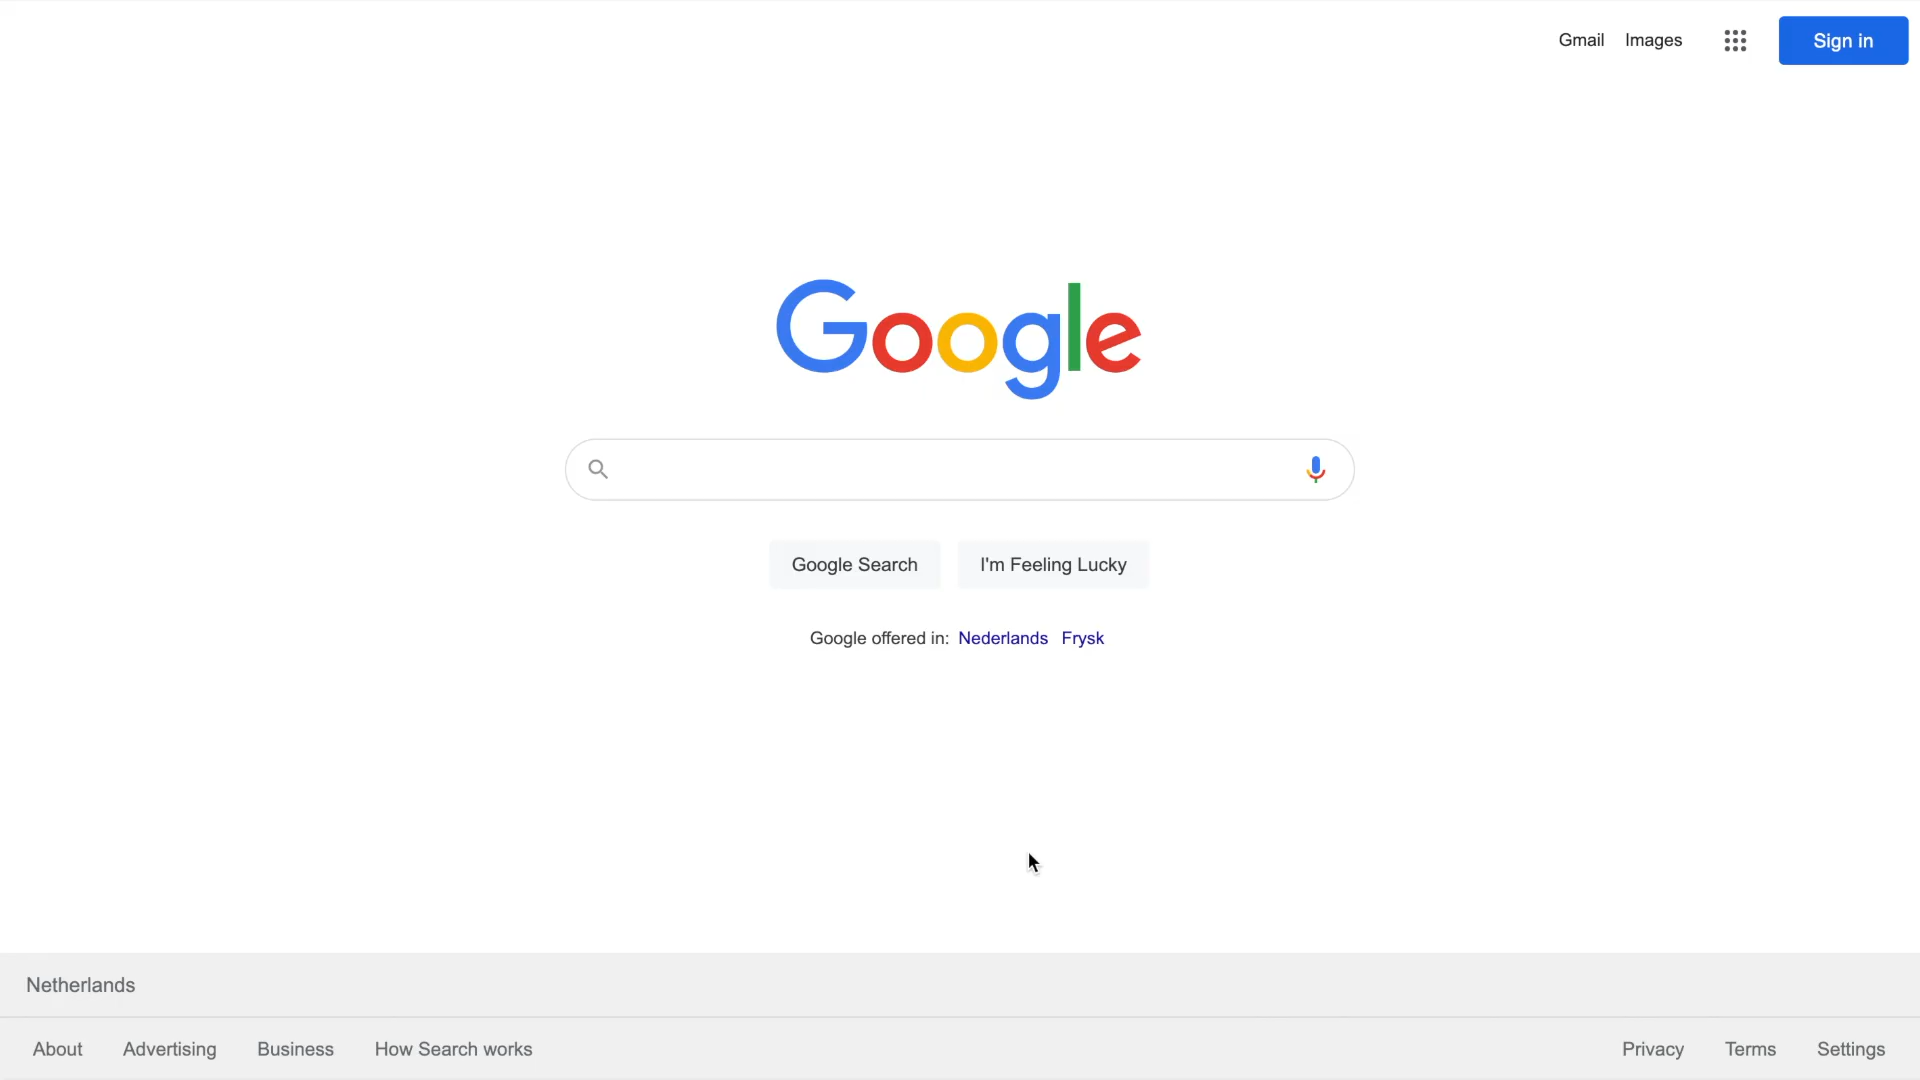 Gmail Images Sign in
Google
Google Search I'm Feeling Lucky
Google offered in: Nederlands Frysk
Netherlands
About Advertising Business How Search works Privacy Terms Settings